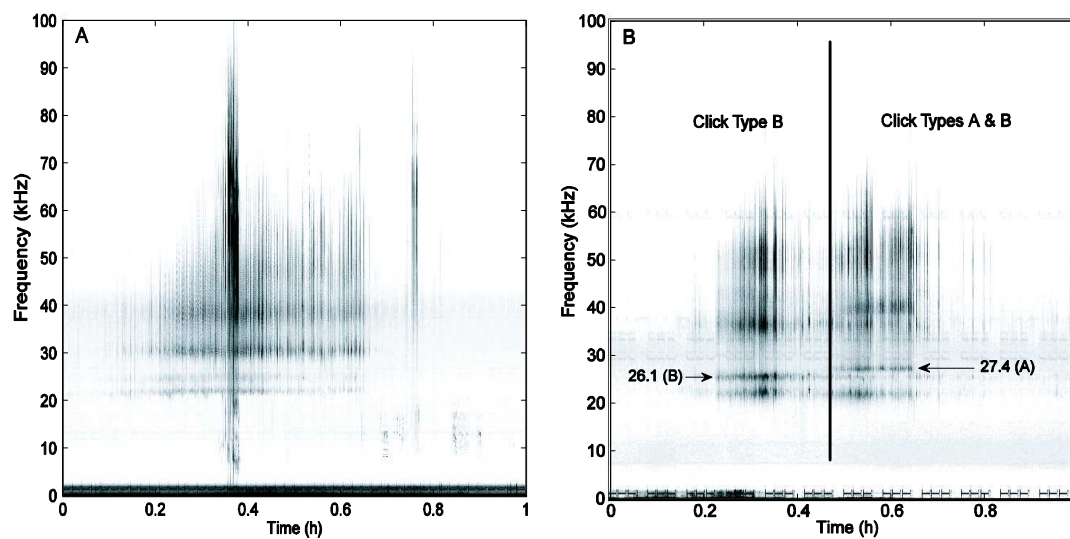 A
100
90
80
70
60
50
40
30
20
10
0
Frequency (kHz)
0 0.2 0.4 0.6 0.8 1
Time (h)
B
100
90
80
70
60
50
40
30
20
10
0
Frequency (kHz)
Click Type B
Click Types A & B
26.1 (B)
27.4 (A)
0.2 0.4 0.6 0.8
Time (h)